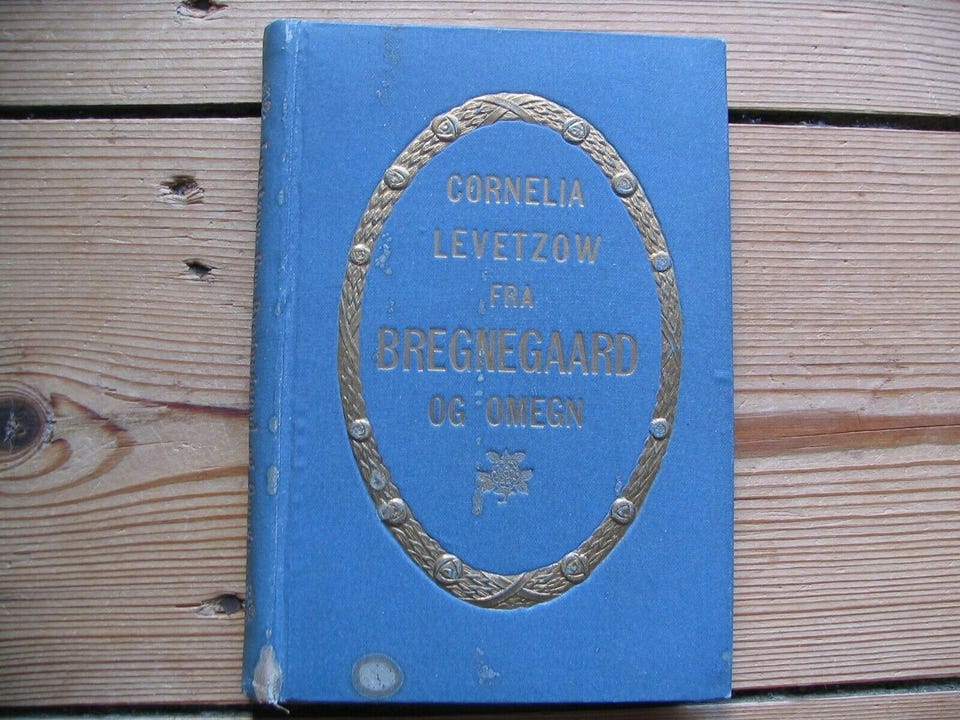 CORNELIA
LEVETZOW
FRA
BREGNEGAARD
OG OMEGN